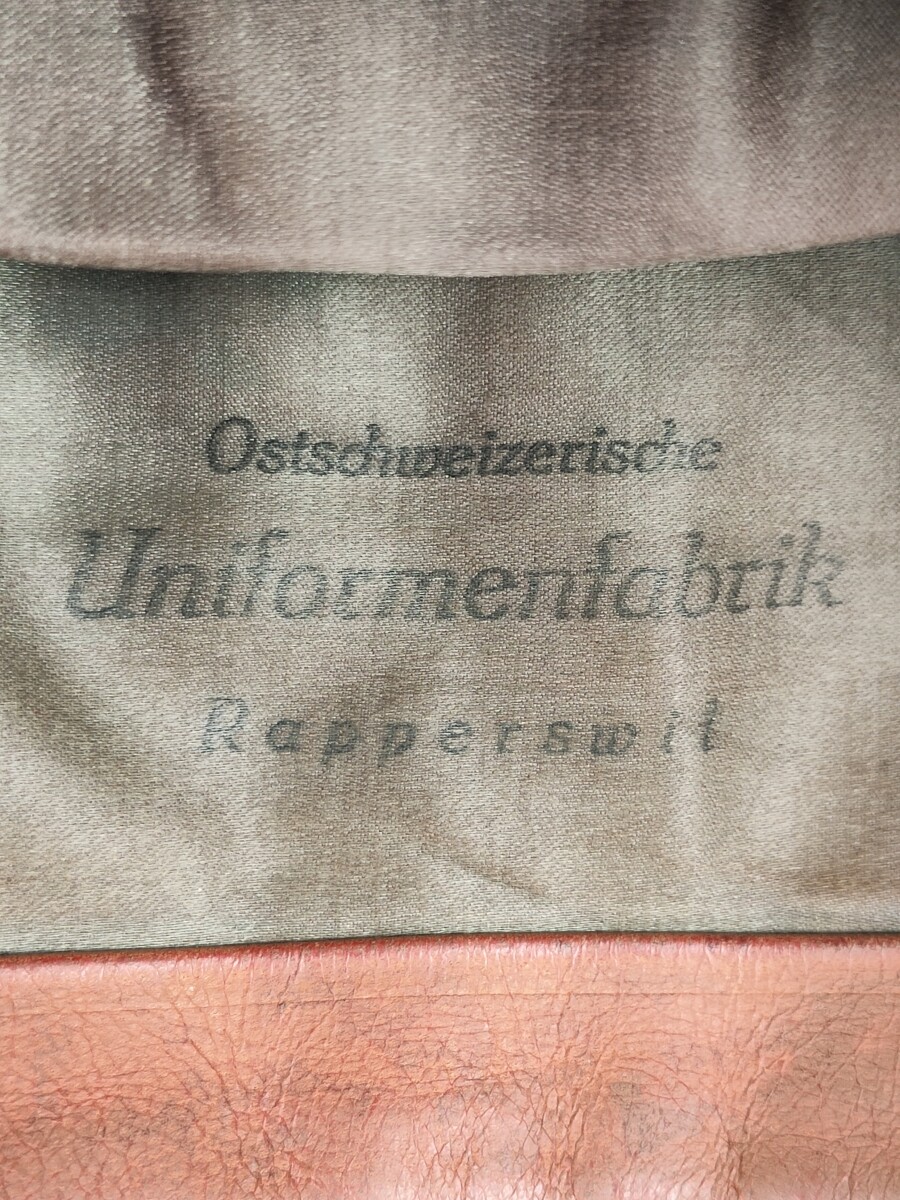 Ostschweizerische
Uniformenfabrik
Rapperswil